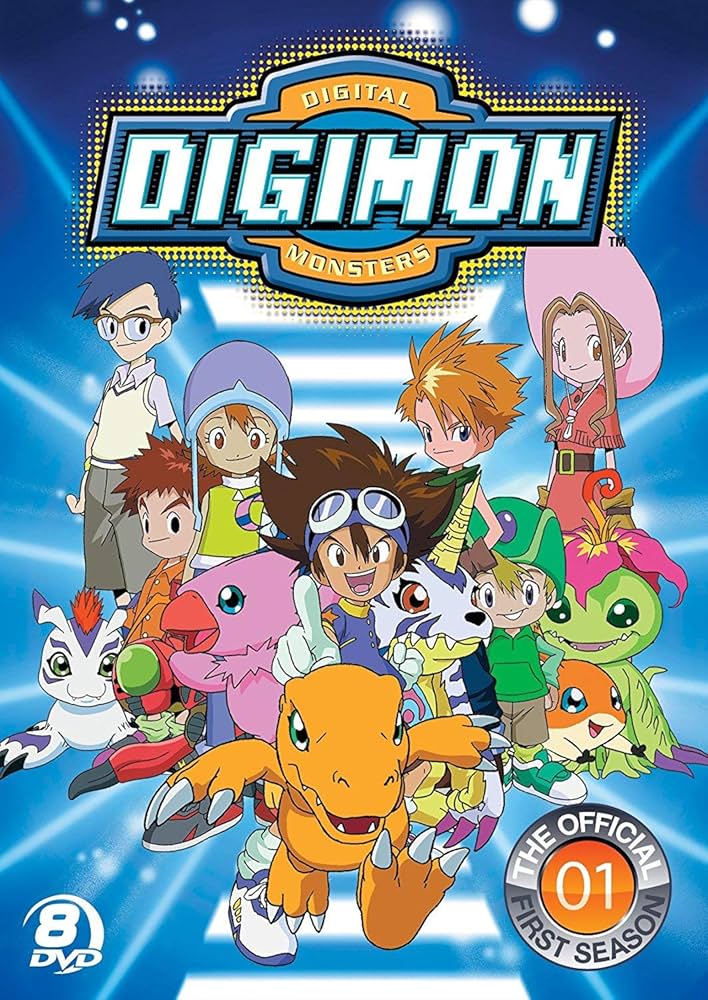 DIGITAL
DIGIMON
MONSTERS
TM
THE OFFICIAL
01
FIRST SEASON
8
DVD